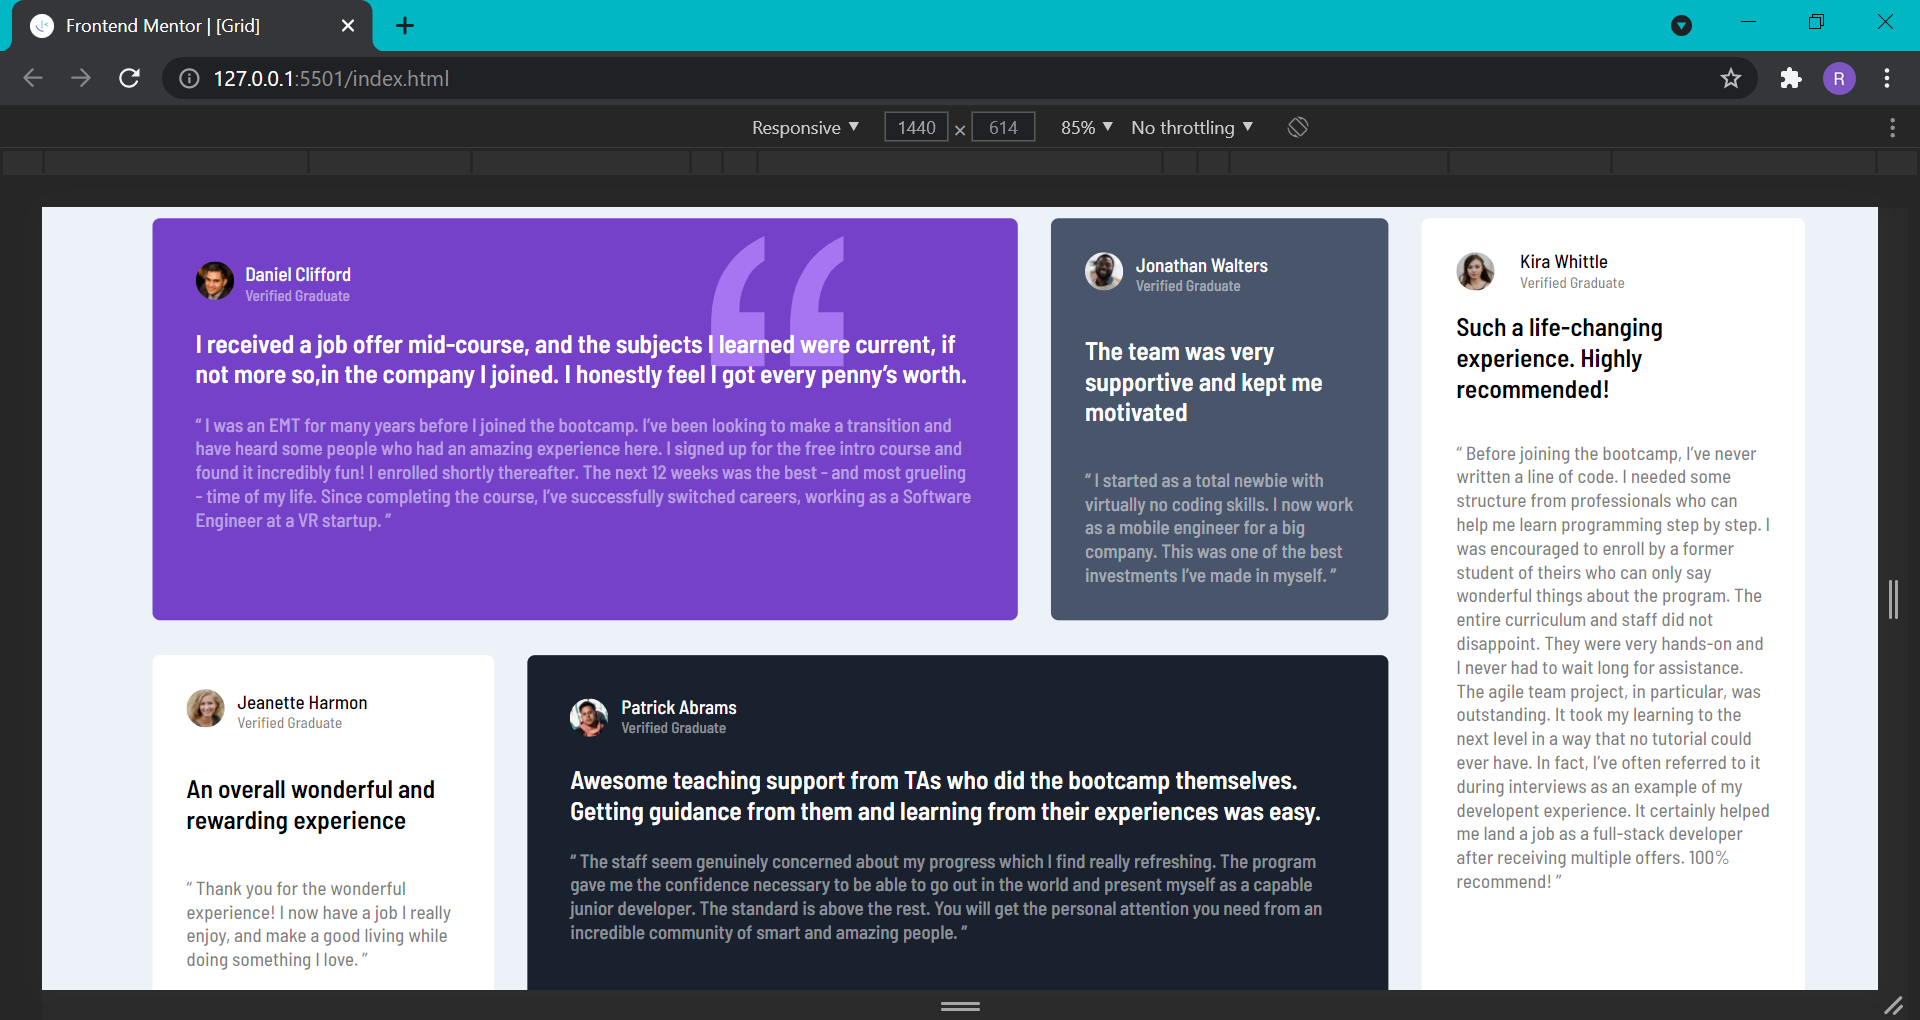 Frontend Mentor | [Grid]
127.0.0.1:5501/index.html
R
Responsive 1440 × 614 85% No throttling
Daniel Clifford
Verified Graduate
I received a job offer mid-course, and the subjects I learned were current, if
not more so,in the company I joined. I honestly feel I got every penny’s worth.
“ I was an EMT for many years before I joined the bootcamp. I’ve been looking to make a transition and
have heard some people who had an amazing experience here. I signed up for the free intro course and
found it incredibly fun! I enrolled shortly thereafter. The next 12 weeks was the best - and most grueling
- time of my life. Since completing the course, I’ve successfully switched careers, working as a Software
Engineer at a VR startup. ”
Jonathan Walters
Verified Graduate
The team was very
supportive and kept me
motivated
“ I started as a total newbie with
virtually no coding skills. I now work
as a mobile engineer for a big
company. This was one of the best
investments I’ve made in myself. ”
Kira Whittle
Verified Graduate
Such a life-changing
experience. Highly
recommended!
“ Before joining the bootcamp, I’ve never
written a line of code. I needed some
structure from professionals who can
help me learn programming step by step. I
was encouraged to enroll by a former
student of theirs who can only say
wonderful things about the program. The
entire curriculum and staff did not
disappoint. They were very hands-on and
I never had to wait long for assistance.
The agile team project, in particular, was
outstanding. It took my learning to the
next level in a way that no tutorial could
ever have. In fact, I’ve often referred to it
during interviews as an example of my
developent experience. It certainly helped
me land a job as a full-stack developer
after receiving multiple offers. 100%
recommend! ”
Jeanette Harmon
Verified Graduate
An overall wonderful and
rewarding experience
“ Thank you for the wonderful
experience! I now have a job I really
enjoy, and make a good living while
doing something I love. ”
Patrick Abrams
Verified Graduate
Awesome teaching support from TAs who did the bootcamp themselves.
Getting guidance from them and learning from their experiences was easy.
“ The staff seem genuinely concerned about my progress which I find really refreshing. The program
gave me the confidence necessary to be able to go out in the world and present myself as a capable
junior developer. The standard is above the rest. You will get the personal attention you need from an
incredible community of smart and amazing people. ”